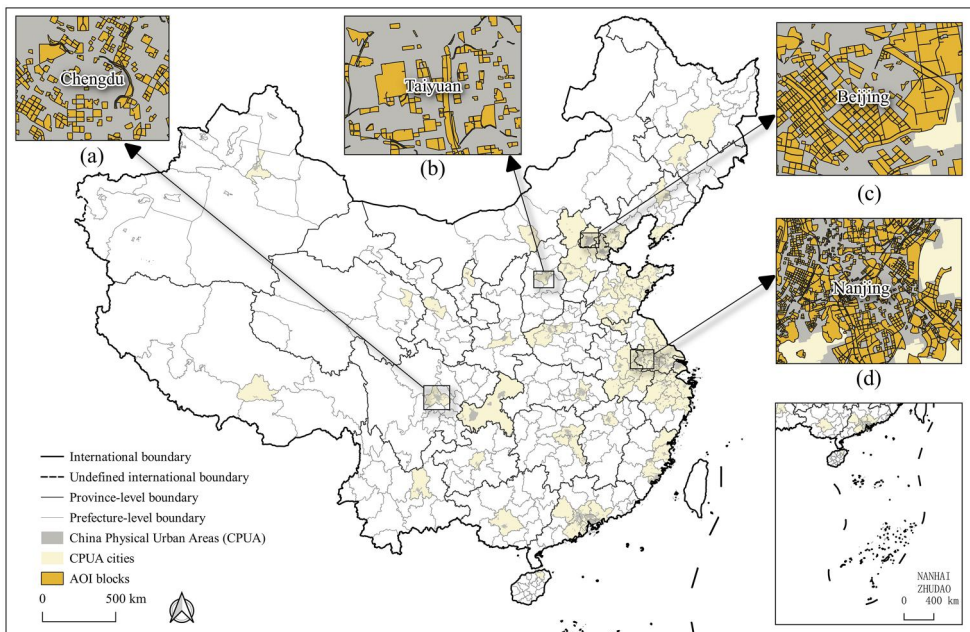 Chengdu
(a)
Taiyuan
(b)
Beijing
(c)
Nanjing
(d)
International boundary
Undefined international boundary
Province-level boundary
Prefecture-level boundary
China Physical Urban Areas (CPUA)
CPUA cities
AOI blocks
0 500 km
NANHAI
ZHUDAO
0 400 km